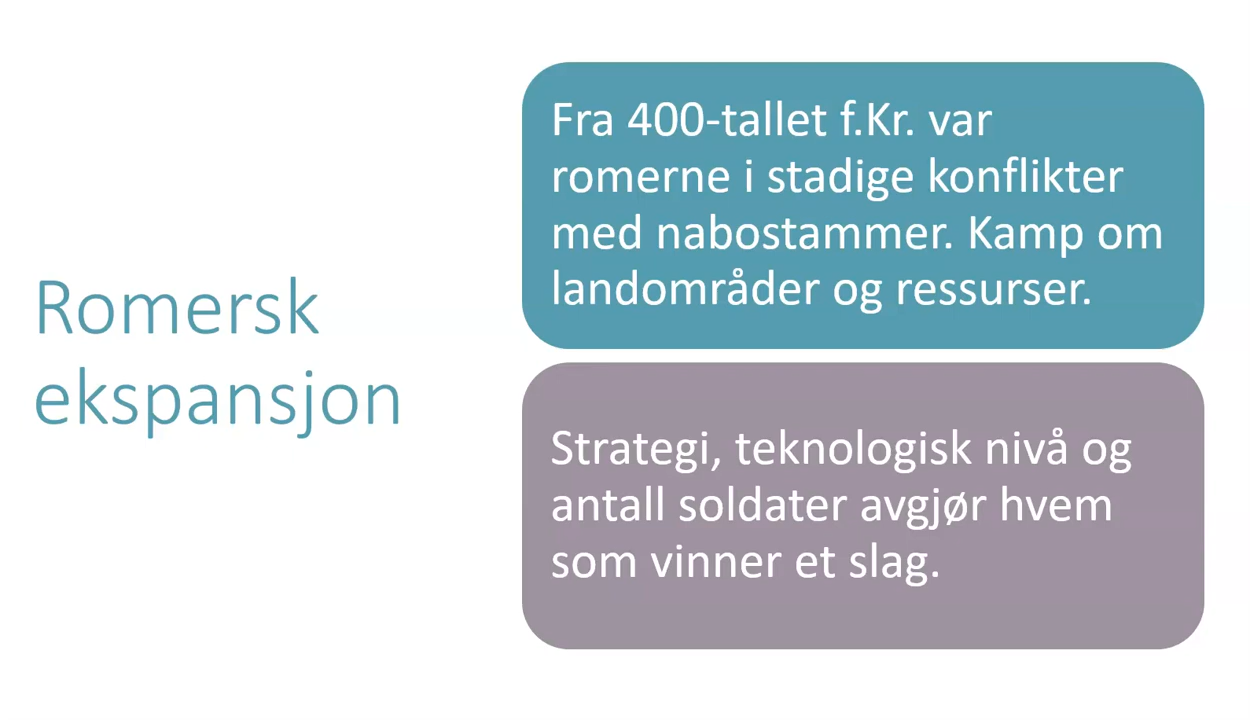 Romersk
ekspansjon
Fra 400-tallet f.Kr. var
romerne i stadige konflikter
med nabostammer. Kamp om
landområder og ressurser.
Strategi, teknologisk nivå og
antall soldater avgjør hvem
som vinner et slag.